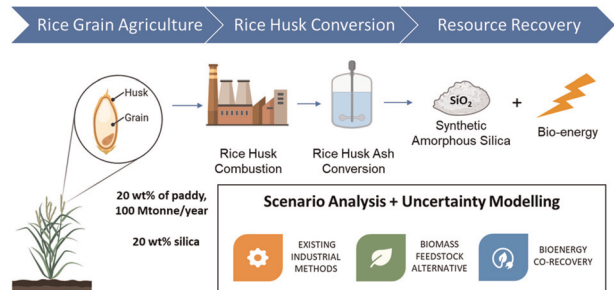 Rice Grain Agriculture
Rice Husk Conversion
Resource Recovery
Husk
Grain
SiO₂
+
Rice Husk
Combustion
Rice Husk Ash
Conversion
Synthetic
Amorphous Silica
Bio-energy
20 wt% of paddy,
100 Mtonne/year
20 wt% silica
Scenario Analysis + Uncertainty Modelling
EXISTING
INDUSTRIAL
METHODS
BIOMASS
FEEDSTOCK
ALTERNATIVE
BIOENERGY
CO-RECOVERY